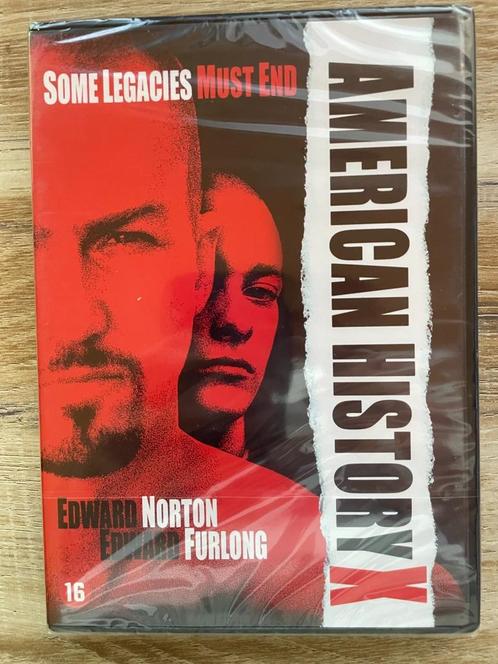 SOME LEGACIES MUST END
AMERICAN HISTORY X
EDWARD NORTON
EDWARD FURLONG
16